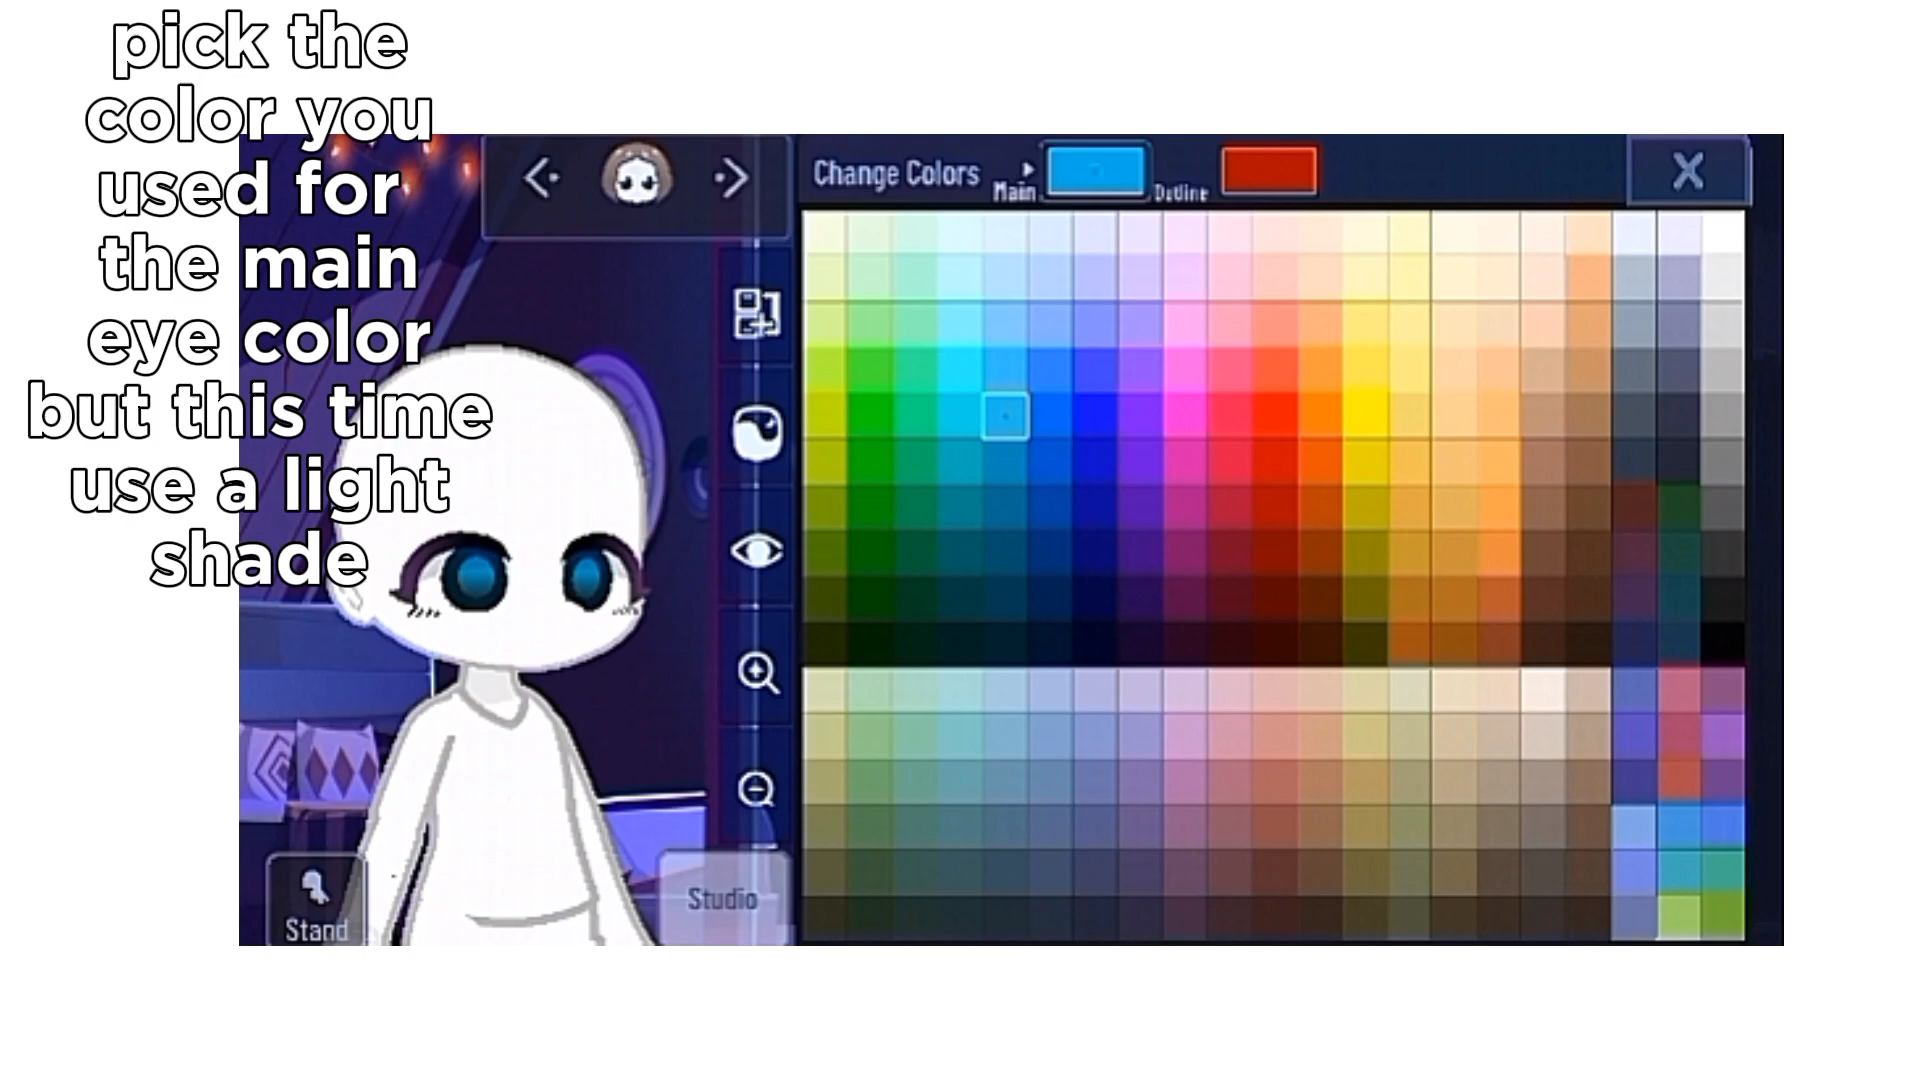 pick the
color you
used for
the main
eye color
but this time
use a light
shade
Change Colors
Main
Outline
X
Studio
Stand